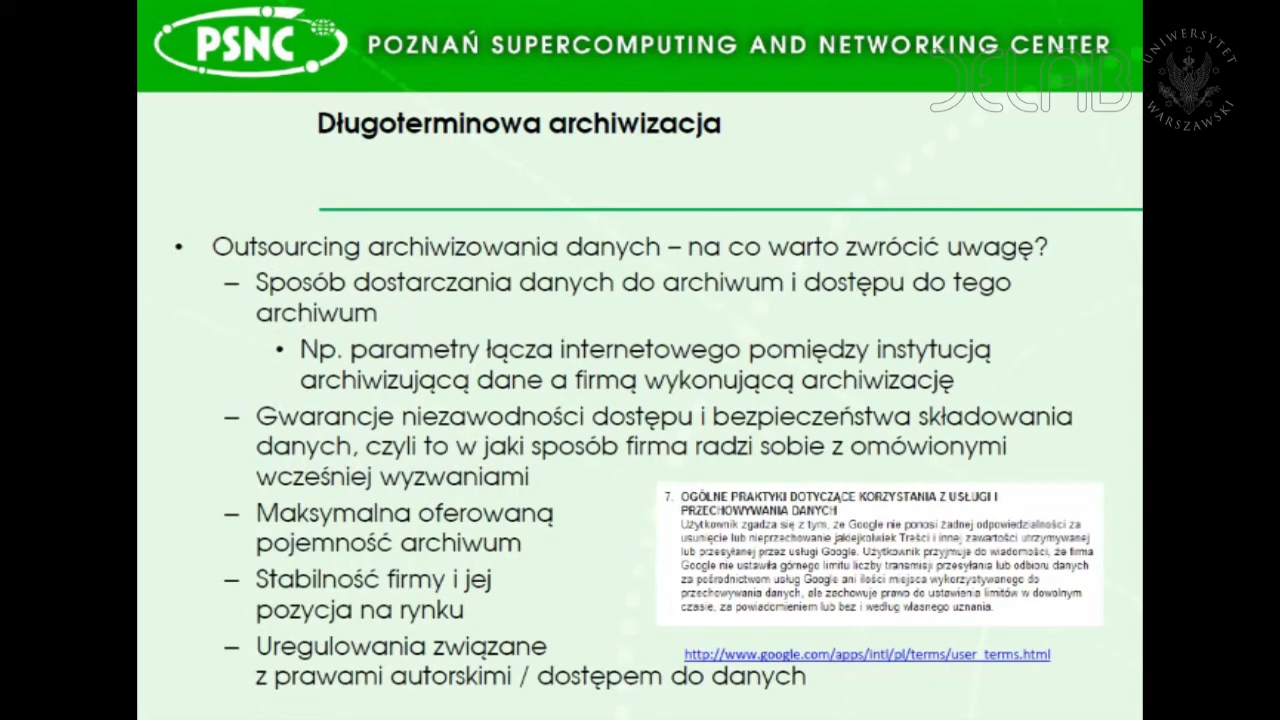 PSNC
POZNAŃ SUPERCOMPUTING AND NETWORKING CENTER
DELAB
UNIWERSYTET
WARSZAWSKI
Długoterminowa archiwizacja
• Outsourcing archiwizowania danych – na co warto zwrócić uwagę?
– Sposób dostarczania danych do archiwum i dostępu do tego
archiwum
• Np. parametry łącza internetowego pomiędzy instytucją
archiwizującą dane a firmą wykonującą archiwizację
– Gwarancje niezawodności dostępu i bezpieczeństwa składowania
danych, czyli to w jaki sposób firma radzi sobie z omówionymi
wcześniej wyzwaniami
– Maksymalna oferowana
pojemność archiwum
– Stabilność firmy i jej
pozycja na rynku
– Uregulowania związane
z prawami autorskimi / dostępem do danych
7. OGÓLNE PRAKTYKI DOTYCZĄCE KORZYSTANIA Z USŁUGI I
PRZECHOWYWANIA DANYCH
Użytkownik zgadza się z tym, że Google nie ponosi żadnej odpowiedzialności za
usunięcie lub nieprzechowanie jakiejkolwiek Treści i innej zawartości utrzymywanej
lub przesyłanej przez usługi Google. Użytkownik przyjmuje do wiadomości, że firma
Google nie ustawiła górnego limitu liczby transmisji przesyłania lub odbioru danych
za pośrednictwem usług Google ani ilości miejsca wykorzystywanego do
przechowywania danych, ale zachowuje prawo do ustawienia limitów w dowolnym
czasie, za powiadomieniem lub bez i według własnego uznania.
http://www.google.com/apps/intl/pl/terms/user_terms.html